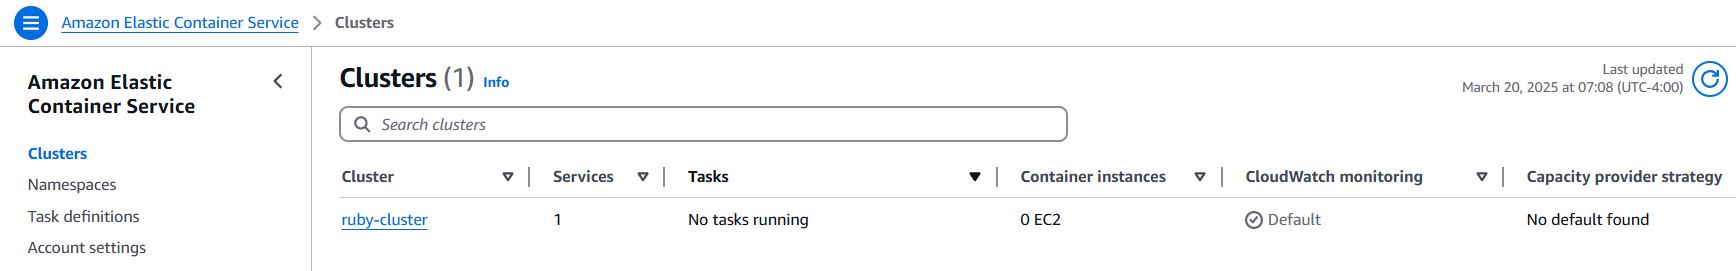 Amazon Elastic Container Service > Clusters
Amazon Elastic
Container Service
Clusters
Namespaces
Task definitions
Account settings
Clusters (1) Info
Last updated
March 20, 2025 at 07:08 (UTC-4:00)
Search clusters
Cluster Services Tasks Container instances CloudWatch monitoring Capacity provider strategy
ruby-cluster 1 No tasks running 0 EC2 Default No default found